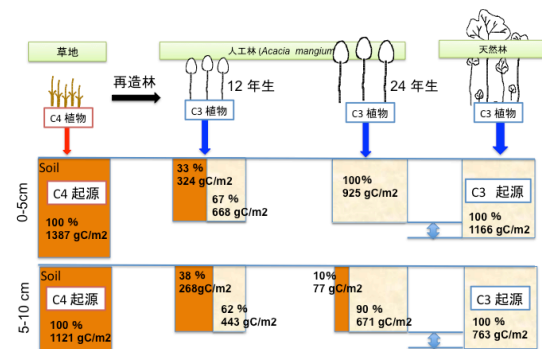 草地
人工林 (Acacia mangium
天然林
再造林
12 年生
24 年生
C4 植物
C3 植物
C3 植物
C3 植物
0-5cm
Soil
C4 起源
100 %
1387 gC/m2
33 %
324 gC/m2
67 %
668 gC/m2
100%
925 gC/m2
C3 起源
100 %
1166 gC/m2
5-10 cm
Soil
C4 起源
100 %
1121 gC/m2
38 %
268gC/m2
62 %
443 gC/m2
10%
77 gC/m2
90 %
671 gC/m2
C3 起源
100 %
763 gC/m2